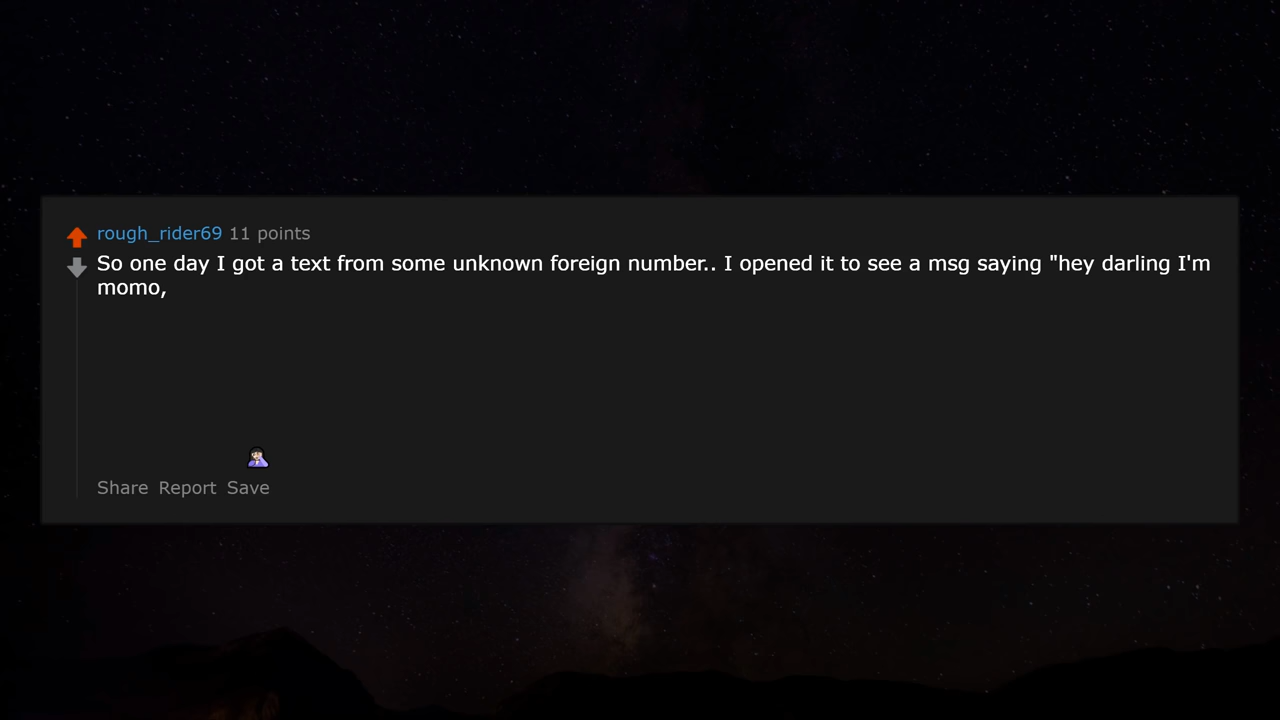 rough_rider69 11 points
So one day I got a text from some unknown foreign number.. I opened it to see a msg saying "hey darling I'm
momo,
Share Report Save